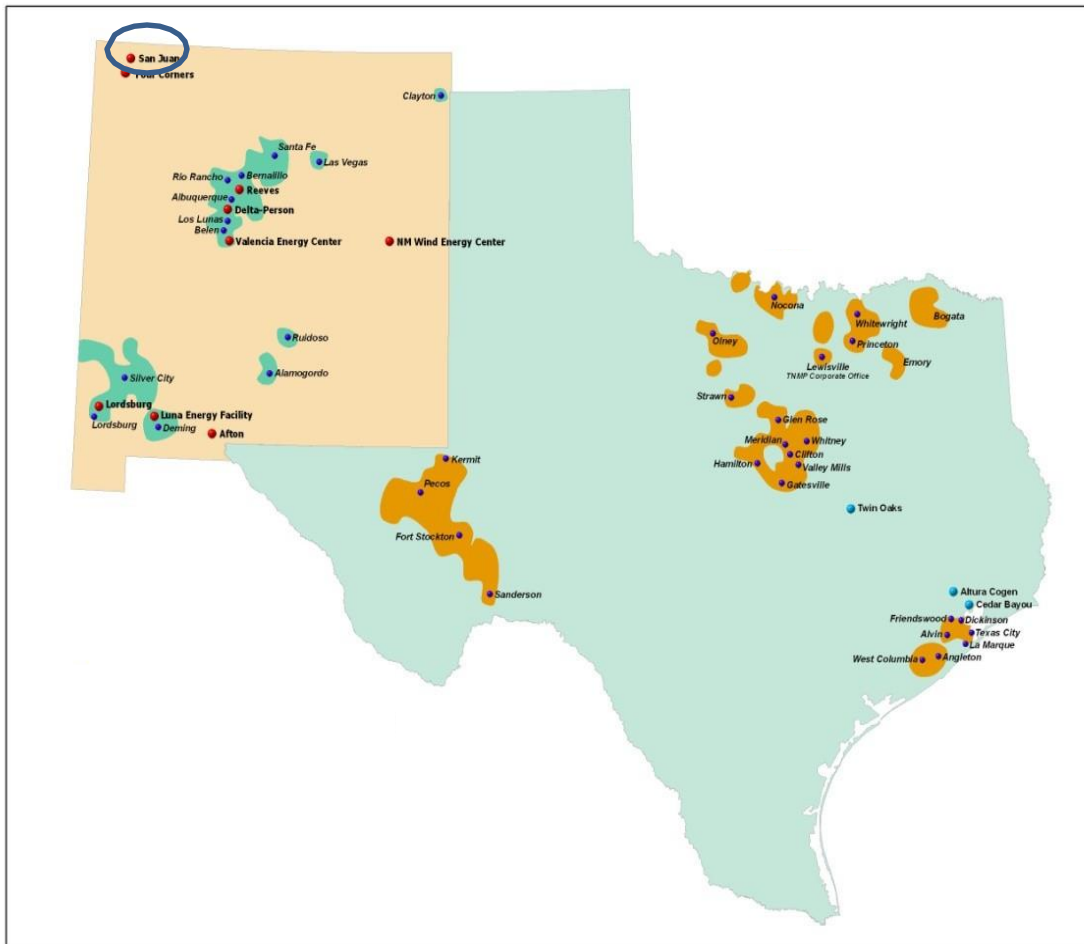 San Juan
Four Corners
Clayton
Santa Fe
Las Vegas
Rio Rancho
Bernalillo
Reeves
Albuquerque
Delta-Person
Los Lunas
Belen
Valencia Energy Center
NM Wind Energy Center
Ruidoso
Alamogordo
Silver City
Lordsburg
Lordsburg
Luna Energy Facility
Deming
Afton
Nocona
Bogata
Whitewright
Olney
Princeton
Emory
Lewisville
TNMP Corporate Office
Strawn
Glen Rose
Meridian
Whitney
Clifton
Hamilton
Valley Mills
Gatesville
Kermit
Pecos
Fort Stockton
Sanderson
Twin Oaks
Altura Cogen
Cedar Bayou
Friendswood
Dickinson
Alvin
Texas City
La Marque
West Columbia
Angleton